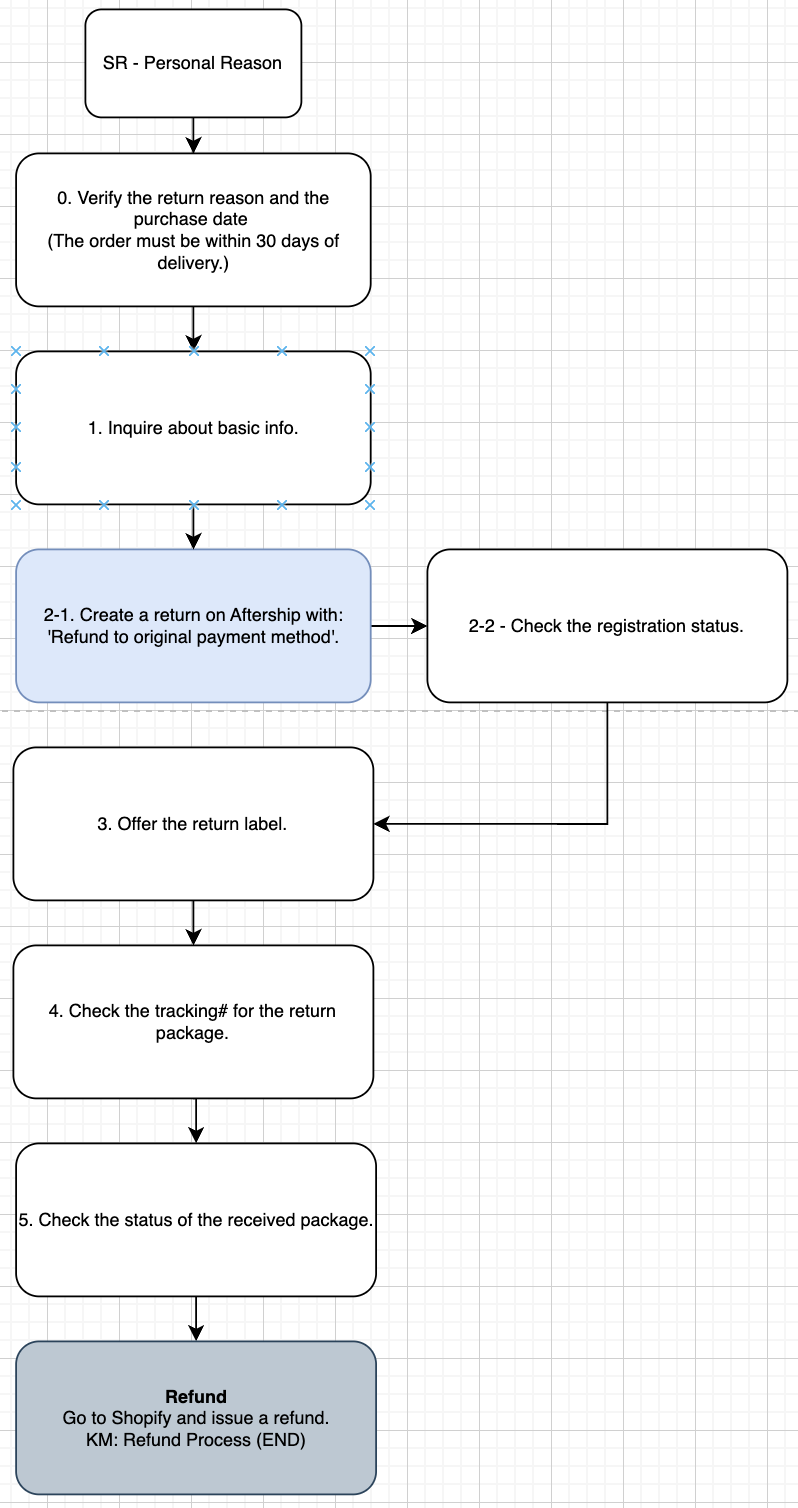 SR - Personal Reason
0. Verify the return reason and the
purchase date
(The order must be within 30 days of
delivery.)
1. Inquire about basic info.
2-1. Create a return on Aftership with:
'Refund to original payment method'.
2-2 - Check the registration status.
3. Offer the return label.
4. Check the tracking# for the return
package.
5. Check the status of the received package.
Refund
Go to Shopify and issue a refund.
KM: Refund Process (END)